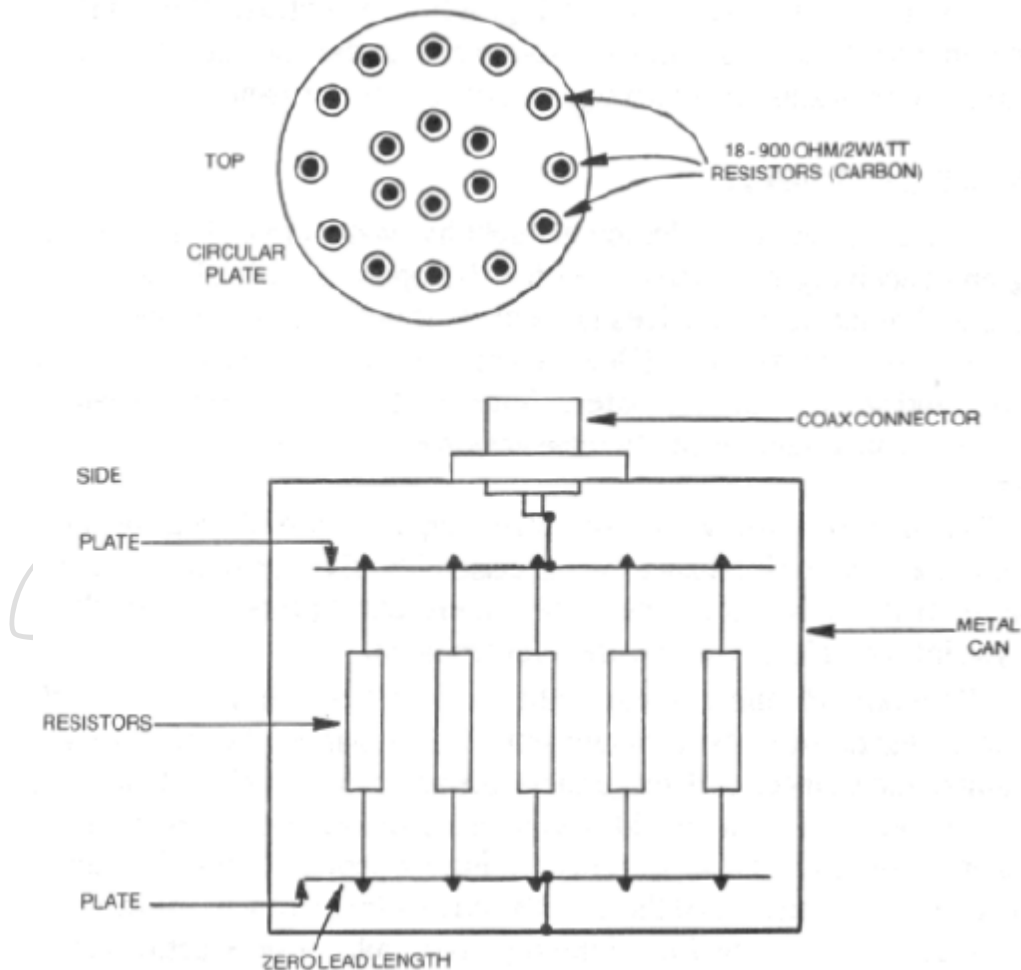 TOP
18 - 900 OHM/2WATT
RESISTORS (CARBON)
CIRCULAR
PLATE
COAX CONNECTOR
SIDE
PLATE
METAL
CAN
RESISTORS
PLATE
ZERO LEAD LENGTH